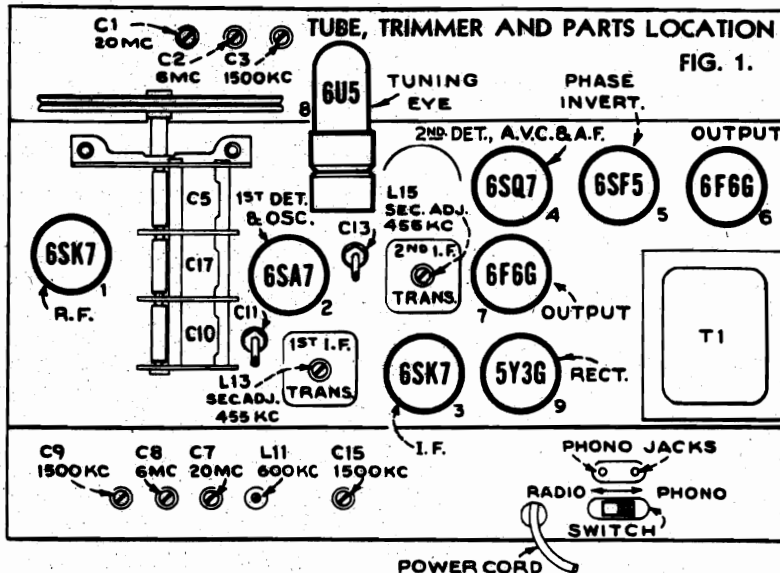 C1
20MC
C2
6MC
C3
1500KC
TUBE, TRIMMER AND PARTS LOCATION
FIG. 1.
6U5
8
TUNING
EYE
PHASE
INVERT.
2ND. DET., A.V.C. & A.F.
OUTPUT
6SQ7
4
6SF5
5
6F6G
6
C5
C17
C10
6SK7
1
R.F.
1ST DET.
& OSC.
6SA7
2
C13
L15
SEC. ADJ.
456 KC
2ND I.F.
TRANS.
6F6G
7
OUTPUT
T1
C11
1ST I.F.
TRANS.
L13
SEC ADJ.
455 KC
6SK7
3
I.F.
5Y3G
9
RECT.
C9
1500KC
C8
6MC
C7
20MC
L11
600KC
C15
1500KC
PHONO JACKS
RADIO
PHONO
SWITCH
POWER CORD